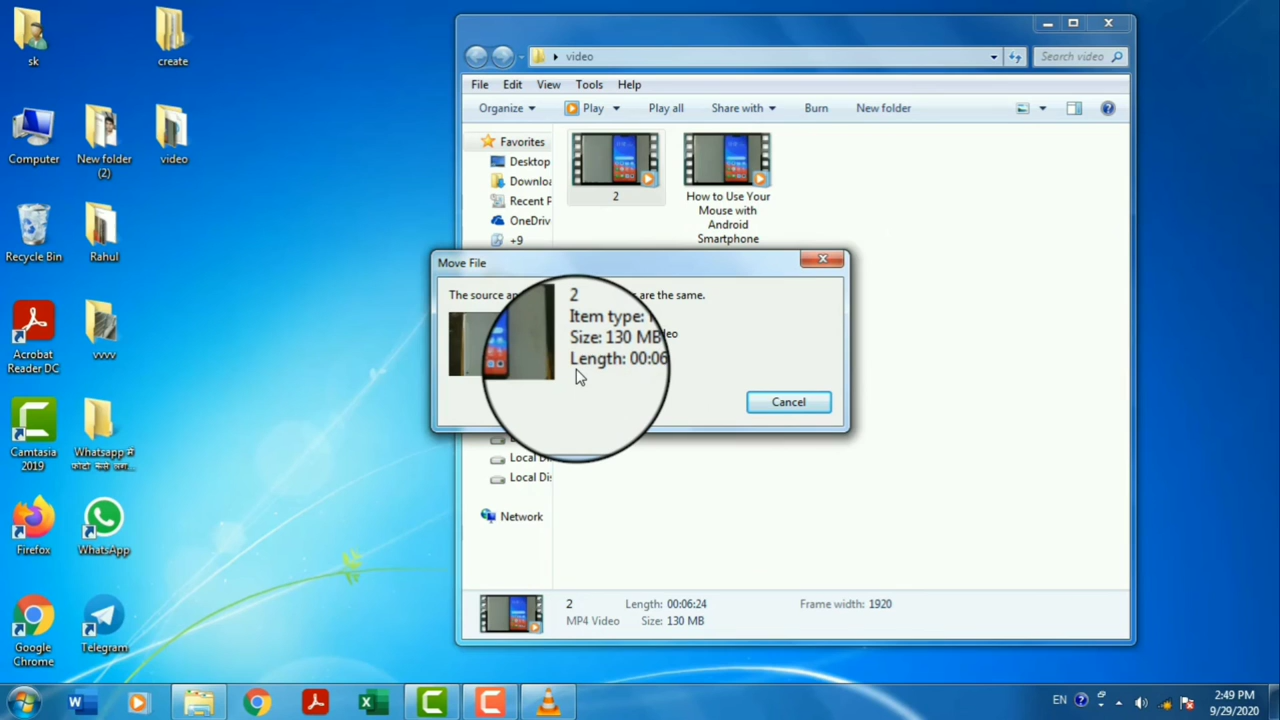 sk
create
Computer
New folder
(2)
video
Recycle Bin
Rahul
Acrobat
Reader DC
vvvv
Camtasia
2019
Whatsapp में
Firefox
WhatsApp
Google
Chrome
Telegram
video
Search video
File Edit View Tools Help
Organize Play Play all Share with Burn New folder
Favorites
Desktop
Downloa
Recent P
OneDriv
+9
2
How to Use Your
Mouse with
Android
Smartphone
Move File
The source are the same.
2
Item type:
Size: 130 MB
Length: 00:06
Cancel
Local Di
Local Dis
Network
2 Length: 00:06:24 Frame width: 1920
MP4 Video Size: 130 MB
EN
2:49 PM
9/29/2020